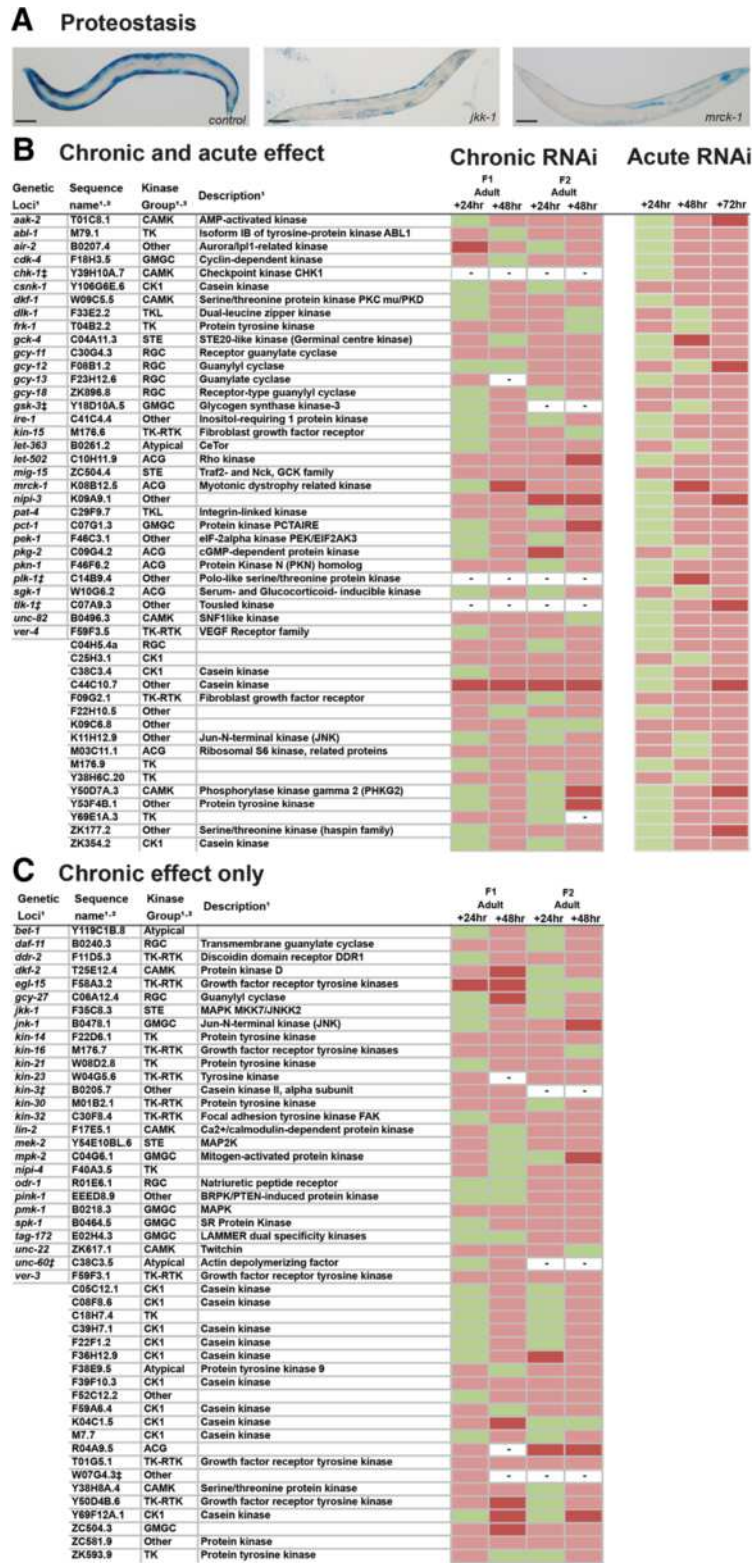 A Proteostasis
control
jkk-1
mrck-1
B Chronic and acute effect Chronic RNAi Acute RNAi
F1 F2
Genetic Sequence Kinase Description¹ Adult Adult
Loci¹ name¹·² Group¹·³ +24hr +48hr +24hr +48hr +24hr +48hr +72hr
aak-2 T01C8.1 CAMK AMP-activated kinase
abl-1 M79.1 TK Isoform IB of tyrosine-protein kinase ABL1
air-2 B0207.4 Other Aurora/Ipl1-related kinase
cdk-4 F18H3.5 GMGC Cyclin-dependent kinase
chk-1‡ Y39H10A.7 CAMK Checkpoint kinase CHK1 - - - -
csnk-1 Y106G6E.6 CK1 Casein kinase
dkf-1 W09C5.5 CAMK Serine/threonine protein kinase PKC mu/PKD
dlk-1 F33E2.2 TKL Dual-leucine zipper kinase
frk-1 T04B2.2 TK Protein tyrosine kinase
gck-4 C04A11.3 STE STE20-like kinase (Germinal centre kinase)
gcy-11 C30G4.3 RGC Receptor guanylate cyclase
gcy-12 F08B1.2 RGC Guanylyl cyclase
gcy-13 F23H12.6 RGC Guanylate cyclase -
gcy-18 ZK896.8 RGC Receptor-type guanylyl cyclase
gsk-3‡ Y18D10A.5 GMGC Glycogen synthase kinase-3 - -
ire-1 C41C4.4 Other Inositol-requiring 1 protein kinase
kin-15 M176.6 TK-RTK Fibroblast growth factor receptor
let-363 B0261.2 Atypical CeTor
let-502 C10H11.9 ACG Rho kinase
mig-15 ZC504.4 STE Traf2- and Nck, GCK family
mrck-1 K08B12.5 ACG Myotonic dystrophy related kinase
nipi-3 K09A9.1 Other
pat-4 C29F9.7 TKL Integrin-linked kinase
pct-1 C07G1.3 GMGC Protein kinase PCTAIRE
pek-1 F46C3.1 Other eIF-2alpha kinase PEK/EIF2AK3
pkg-2 C09G4.2 ACG cGMP-dependent protein kinase
pkn-1 F46F6.2 ACG Protein Kinase N (PKN) homolog
plk-1‡ C14B9.4 Other Polo-like serine/threonine protein kinase - - - -
sgk-1 W10G6.2 ACG Serum- and Glucocorticoid- inducible kinase
tlk-1‡ C07A9.3 Other Tousled kinase - - - -
unc-82 B0496.3 CAMK SNF1like kinase
ver-4 F59F3.5 TK-RTK VEGF Receptor family
C04H5.4a RGC
C25H3.1 CK1
C38C3.4 CK1 Casein kinase
C44C10.7 Other Casein kinase
F09G2.1 TK-RTK Fibroblast growth factor receptor
F22H10.5 Other
K09C6.8 Other
K11H12.9 Other Jun-N-terminal kinase (JNK)
M03C11.1 ACG Ribosomal S6 kinase, related proteins
M176.9 TK
Y38H6C.20 TK
Y50D7A.3 CAMK Phosphorylase kinase gamma 2 (PHKG2)
Y53F4B.1 Other Protein tyrosine kinase
Y69E1A.3 TK -
ZK177.2 Other Serine/threonine kinase (haspin family)
ZK354.2 CK1 Casein kinase
C Chronic effect only
F1 F2
Genetic Sequence Kinase Description¹ Adult Adult
Loci¹ name¹·² Group¹·³ +24hr +48hr +24hr +48hr
bet-1 Y119C1B.8 Atypical
daf-11 B0240.3 RGC Transmembrane guanylate cyclase
ddr-2 F11D5.3 TK-RTK Discoidin domain receptor DDR1
dkf-2 T25E12.4 CAMK Protein kinase D
egl-15 F58A3.2 TK-RTK Growth factor receptor tyrosine kinases
gcy-27 C06A12.4 RGC Guanylyl cyclase
jkk-1 F35C8.3 STE MAPK MKK7/JNKK2
jnk-1 B0478.1 GMGC Jun-N-terminal kinase (JNK)
kin-14 F22D6.1 TK Protein tyrosine kinase
kin-16 M176.7 TK-RTK Growth factor receptor tyrosine kinases
kin-21 W08D2.8 TK Protein tyrosine kinase
kin-23 W04G5.6 TK-RTK Tyrosine kinase -
kin-3‡ B0205.7 Other Casein kinase II, alpha subunit - -
kin-30 M01B2.1 TK-RTK Protein tyrosine kinase
kin-32 C30F8.4 TK-RTK Focal adhesion tyrosine kinase FAK
lin-2 F17E5.1 CAMK Ca2+/calmodulin-dependent protein kinase
mek-2 Y54E10BL.6 STE MAP2K
mpk-2 C04G6.1 GMGC Mitogen-activated protein kinase
nipi-4 F40A3.5 TK
odr-1 R01E6.1 RGC Natriuretic peptide receptor
pink-1 EEED8.9 Other BRPK/PTEN-induced protein kinase
pmk-1 B0218.3 GMGC MAPK
spk-1 B0464.5 GMGC SR Protein Kinase
tag-172 E02H4.3 GMGC LAMMER dual specificity kinases
unc-22 ZK617.1 CAMK Twitchin
unc-60‡ C38C3.5 Atypical Actin depolymerizing factor - -
ver-3 F59F3.1 TK-RTK Growth factor receptor tyrosine kinase
C05C12.1 CK1 Casein kinase
C08F8.6 CK1 Casein kinase
C18H7.4 TK
C39H7.1 CK1 Casein kinase
F22F1.2 CK1 Casein kinase
F36H12.9 CK1 Casein kinase
F38E9.5 Atypical Protein tyrosine kinase 9
F39F10.3 CK1 Casein kinase
F52C12.2 Other
F59A6.4 CK1 Casein kinase
K04C1.5 CK1 Casein kinase
M7.7 CK1 Casein kinase
R04A9.5 ACG -
T01G5.1 TK-RTK Growth factor receptor tyrosine kinase
W07G4.3‡ Other - - -
Y38H8A.4 CAMK Serine/threonine protein kinase
Y50D4B.6 TK-RTK Growth factor receptor tyrosine kinase
Y69F12A.1 CK1 Casein kinase
ZC504.3 GMGC
ZC581.9 Other Protein kinase
ZK593.9 TK Protein tyrosine kinase